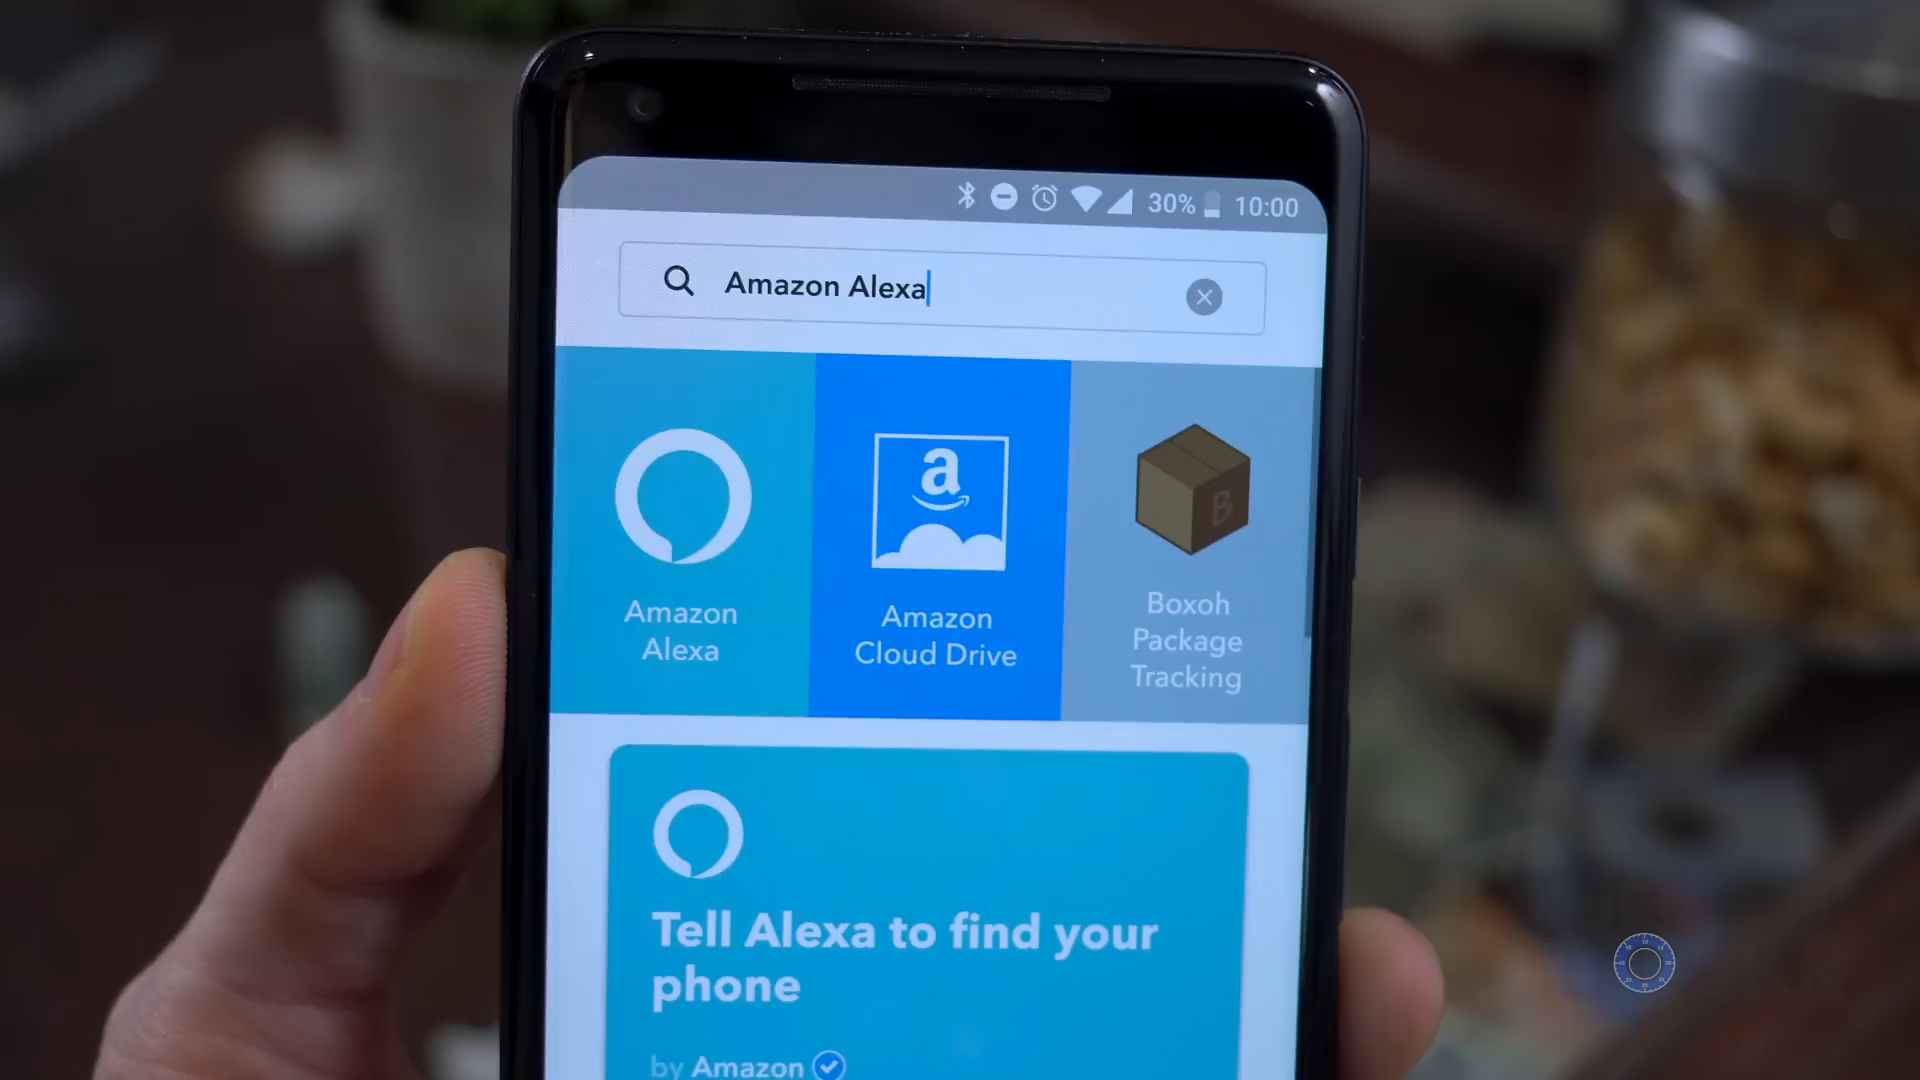 30% 10:00
Amazon Alexa
a
Amazon
Alexa
Amazon
Cloud Drive
B
Boxoh
Package
Tracking
Tell Alexa to find your
phone
by Amazon